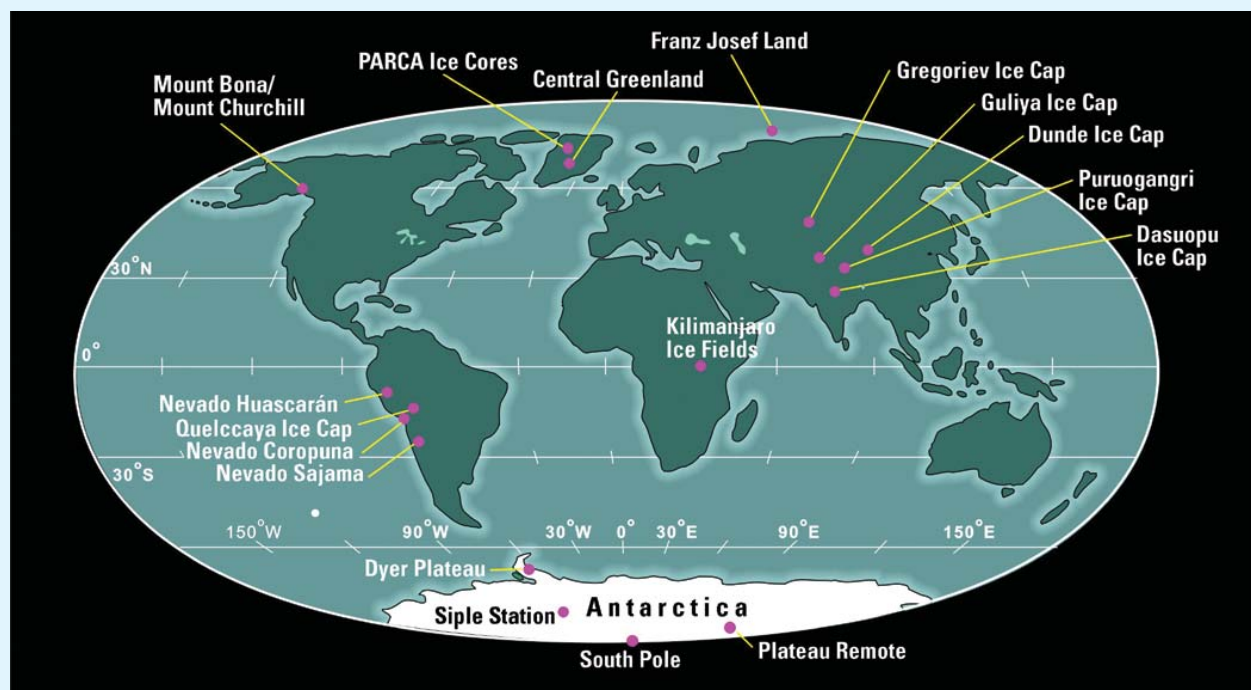 Franz Josef Land
PARCA Ice Cores
Central Greenland
Gregoriev Ice Cap
Mount Bona/
Mount Churchill
Guliya Ice Cap
Dunde Ice Cap
Puruogangri
Ice Cap
Dasuopu
Ice Cap
30°N
Kilimanjaro
Ice Fields
0°
Nevado Huascarán
Quelccaya Ice Cap
Nevado Coropuna
Nevado Sajama
30°S
150°W
90°W
30°W
0°
30°E
90°E
150°E
Dyer Plateau
Siple Station
Antarctica
South Pole
Plateau Remote